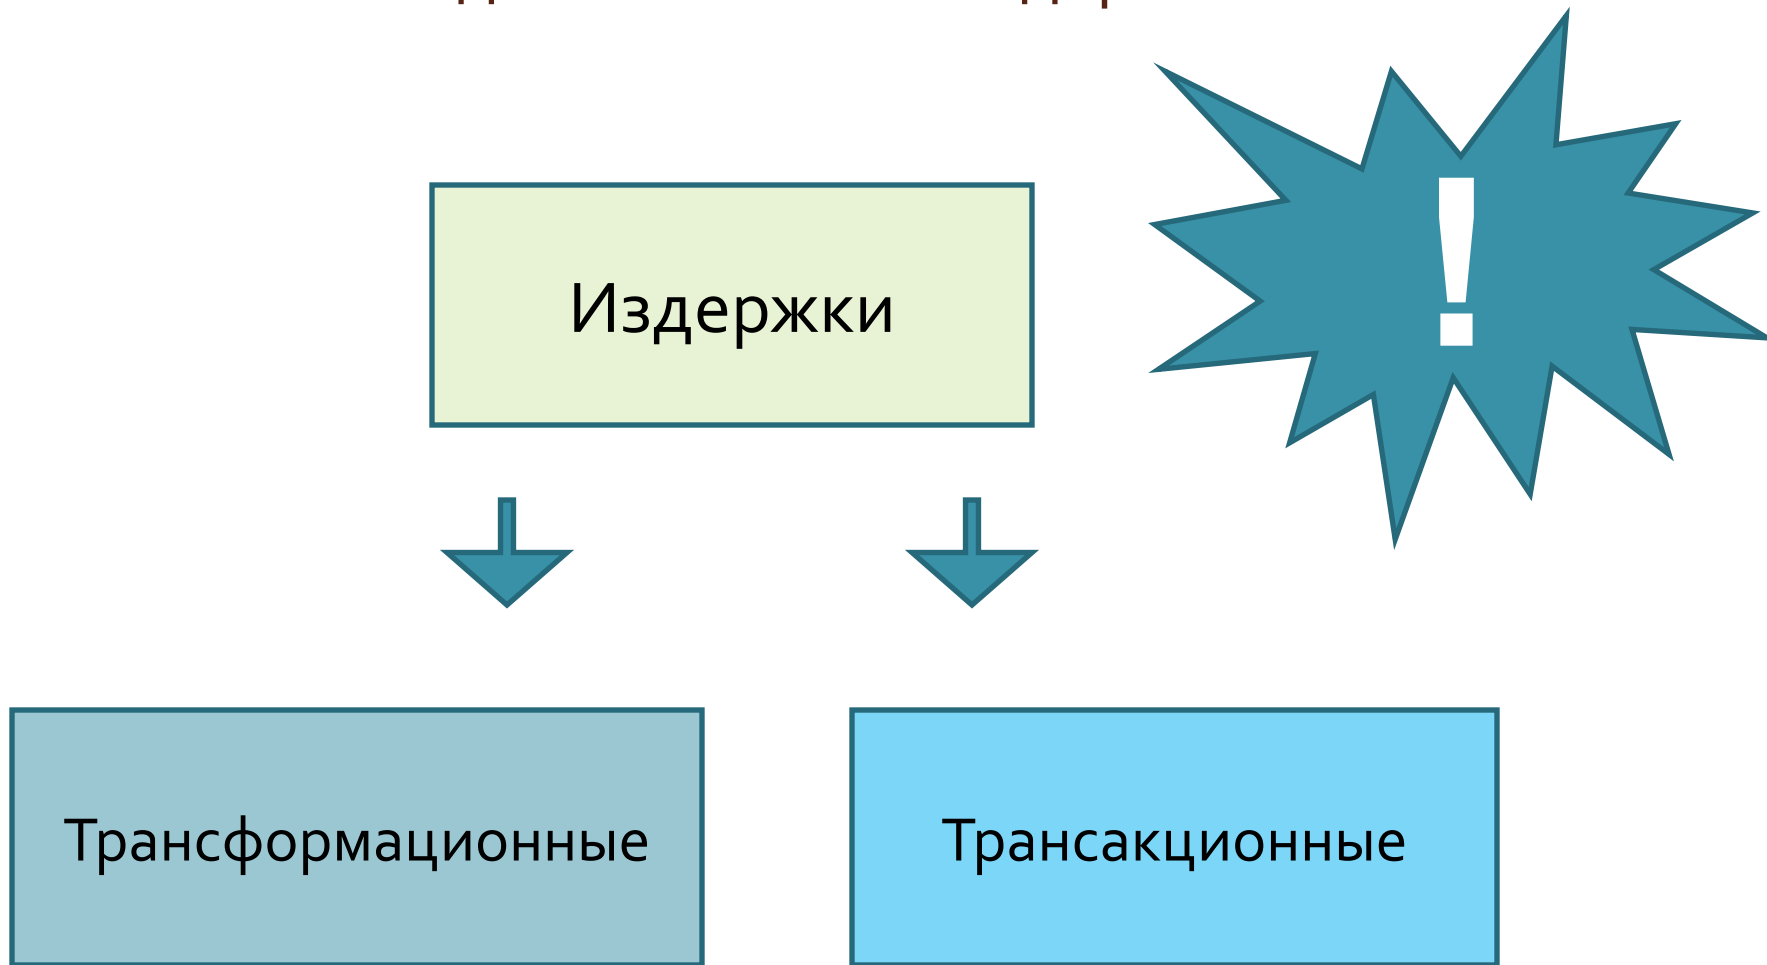 !
Издержки
Трансформационные
Трансакционные